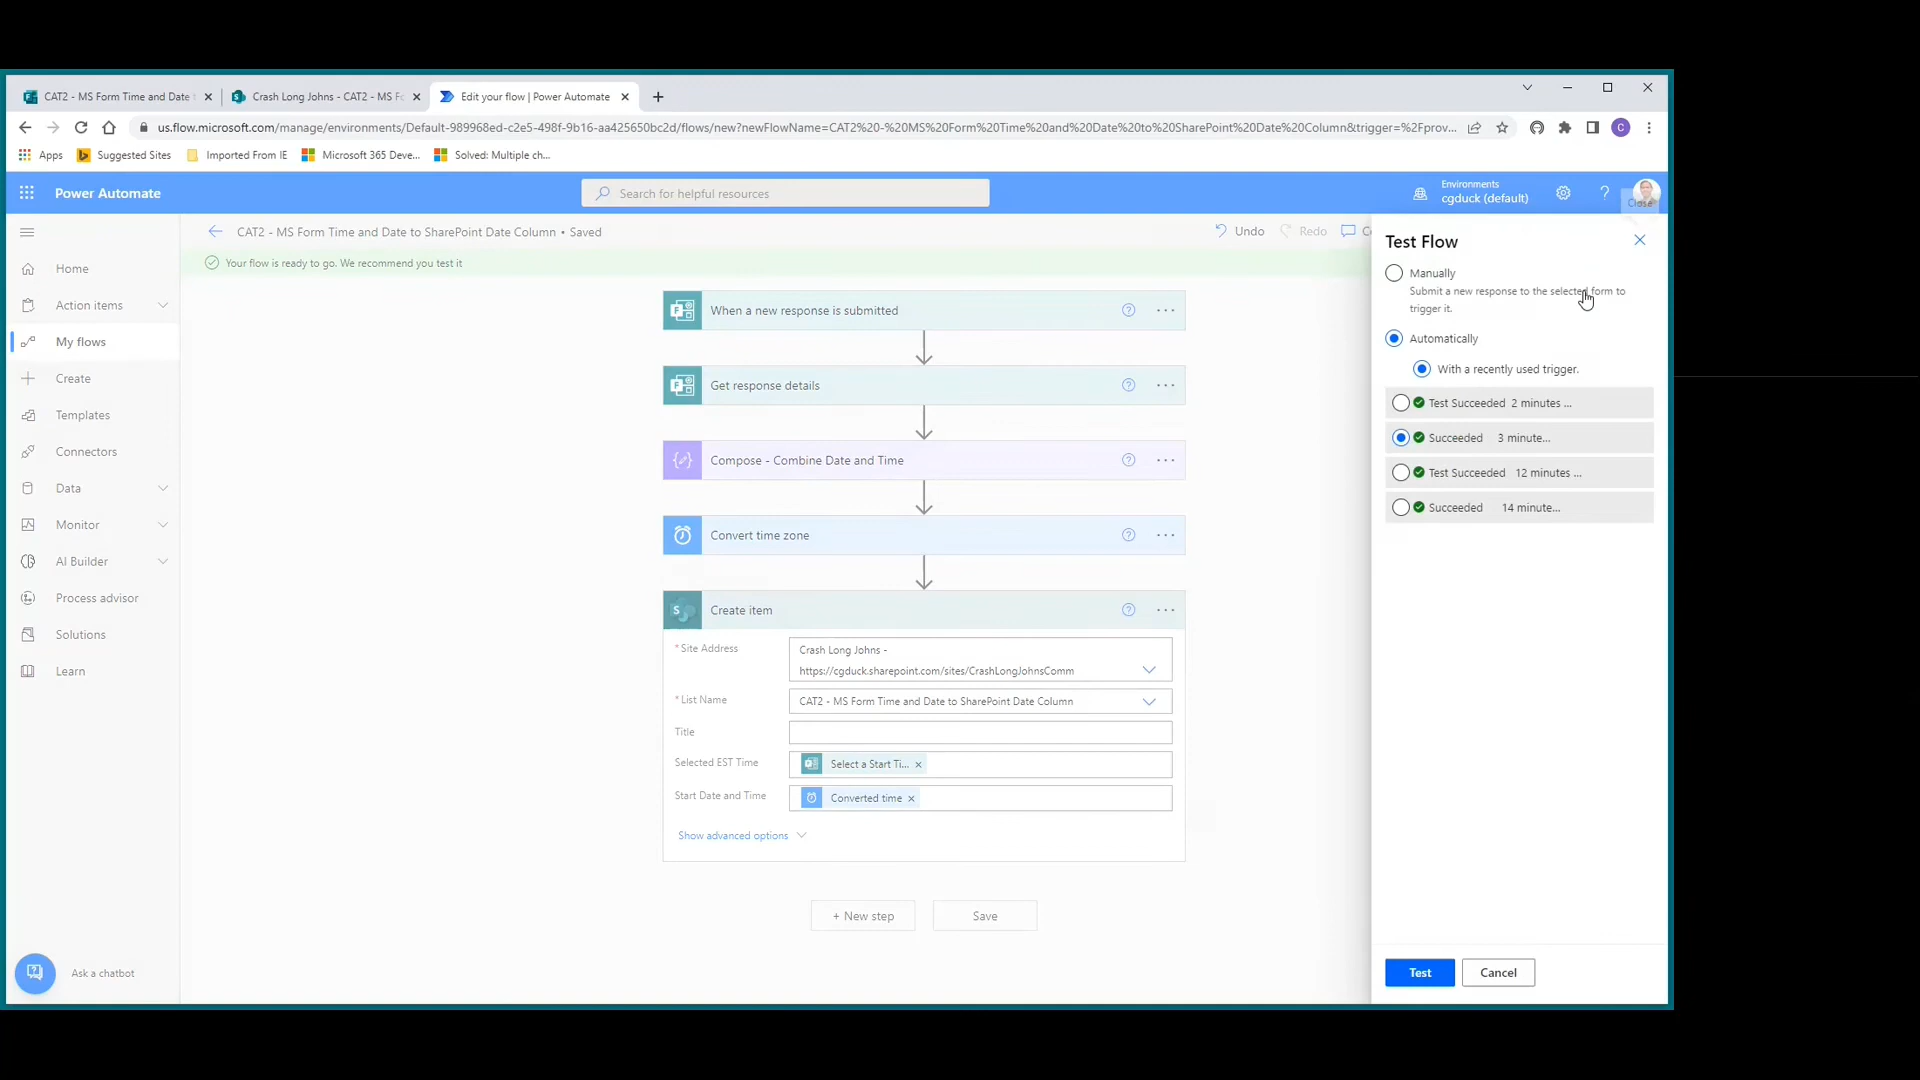 CAT2 - MS Form Time and Date
Crash Long Johns - CAT2 - MS Fo
Edit your flow | Power Automate
us.flow.microsoft.com/manage/environments/Default-989968ed-c2e5-498f-9b16-aa425650bc2d/flows/new?newFlowName=CAT2%20-%20MS%20Form%20Time%20and%20Date%20to%20SharePoint%20Date%20Column&trigger=%2Fprov...
C
Apps
Suggested Sites
Imported From IE
Microsoft 365 Deve...
Solved: Multiple ch...
Power Automate
Search for helpful resources
Environments
cgduck (default)
?
Close
CAT2 - MS Form Time and Date to SharePoint Date Column • Saved
Undo
Redo
Your flow is ready to go. We recommend you test it
Home
Action items
My flows
Create
Templates
Connectors
Data
Monitor
AI Builder
Process advisor
Solutions
Learn
Ask a chatbot
When a new response is submitted
Get response details
Compose - Combine Date and Time
Convert time zone
Create item
* Site Address
Crash Long Johns -
https://cgduck.sharepoint.com/sites/CrashLongJohnsComm
* List Name
CAT2 - MS Form Time and Date to SharePoint Date Column
Title
Selected EST Time
Select a Start Ti...
Start Date and Time
Converted time
Show advanced options
+ New step
Save
Test Flow
Manually
Submit a new response to the selected form to
trigger it.
Automatically
With a recently used trigger.
Test Succeeded 2 minutes ...
Succeeded 3 minute...
Test Succeeded 12 minutes ...
Succeeded 14 minute...
Test
Cancel